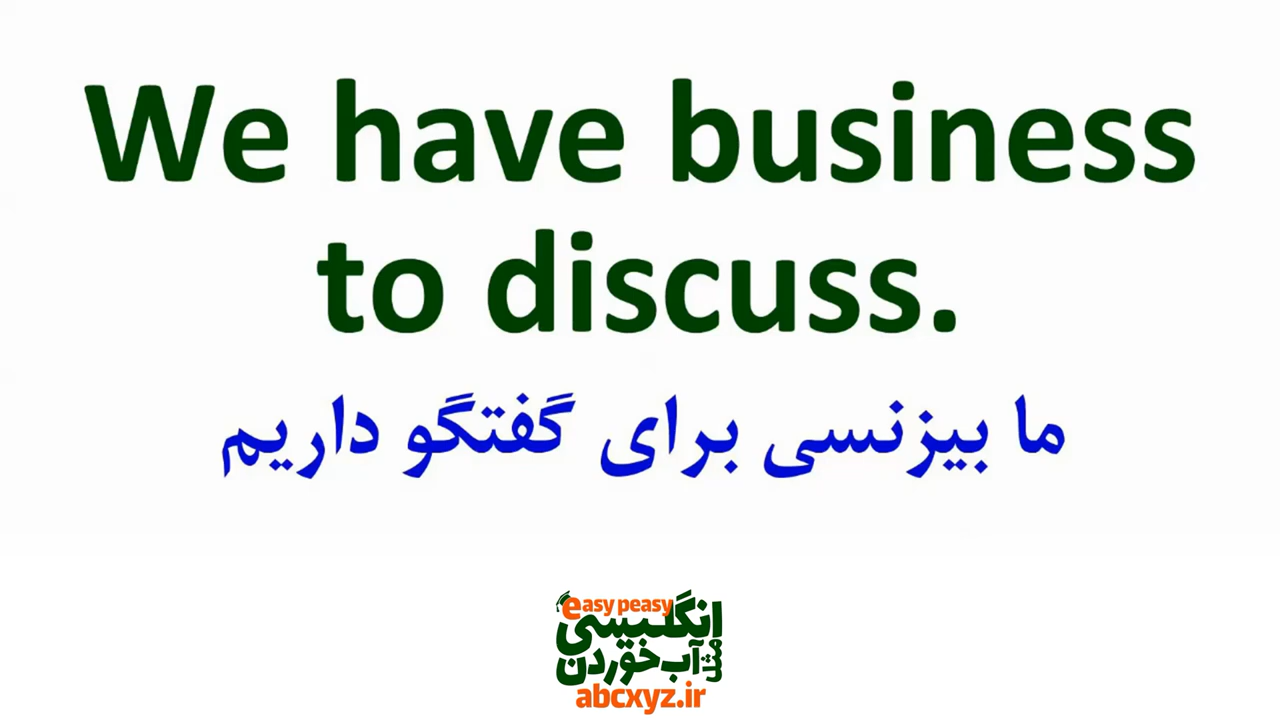 We have business
to discuss.
ما بیزنسی برای گفتگو داریم
easy peasy
انگلیسی
مثل آب خوردن
abcxyz.ir